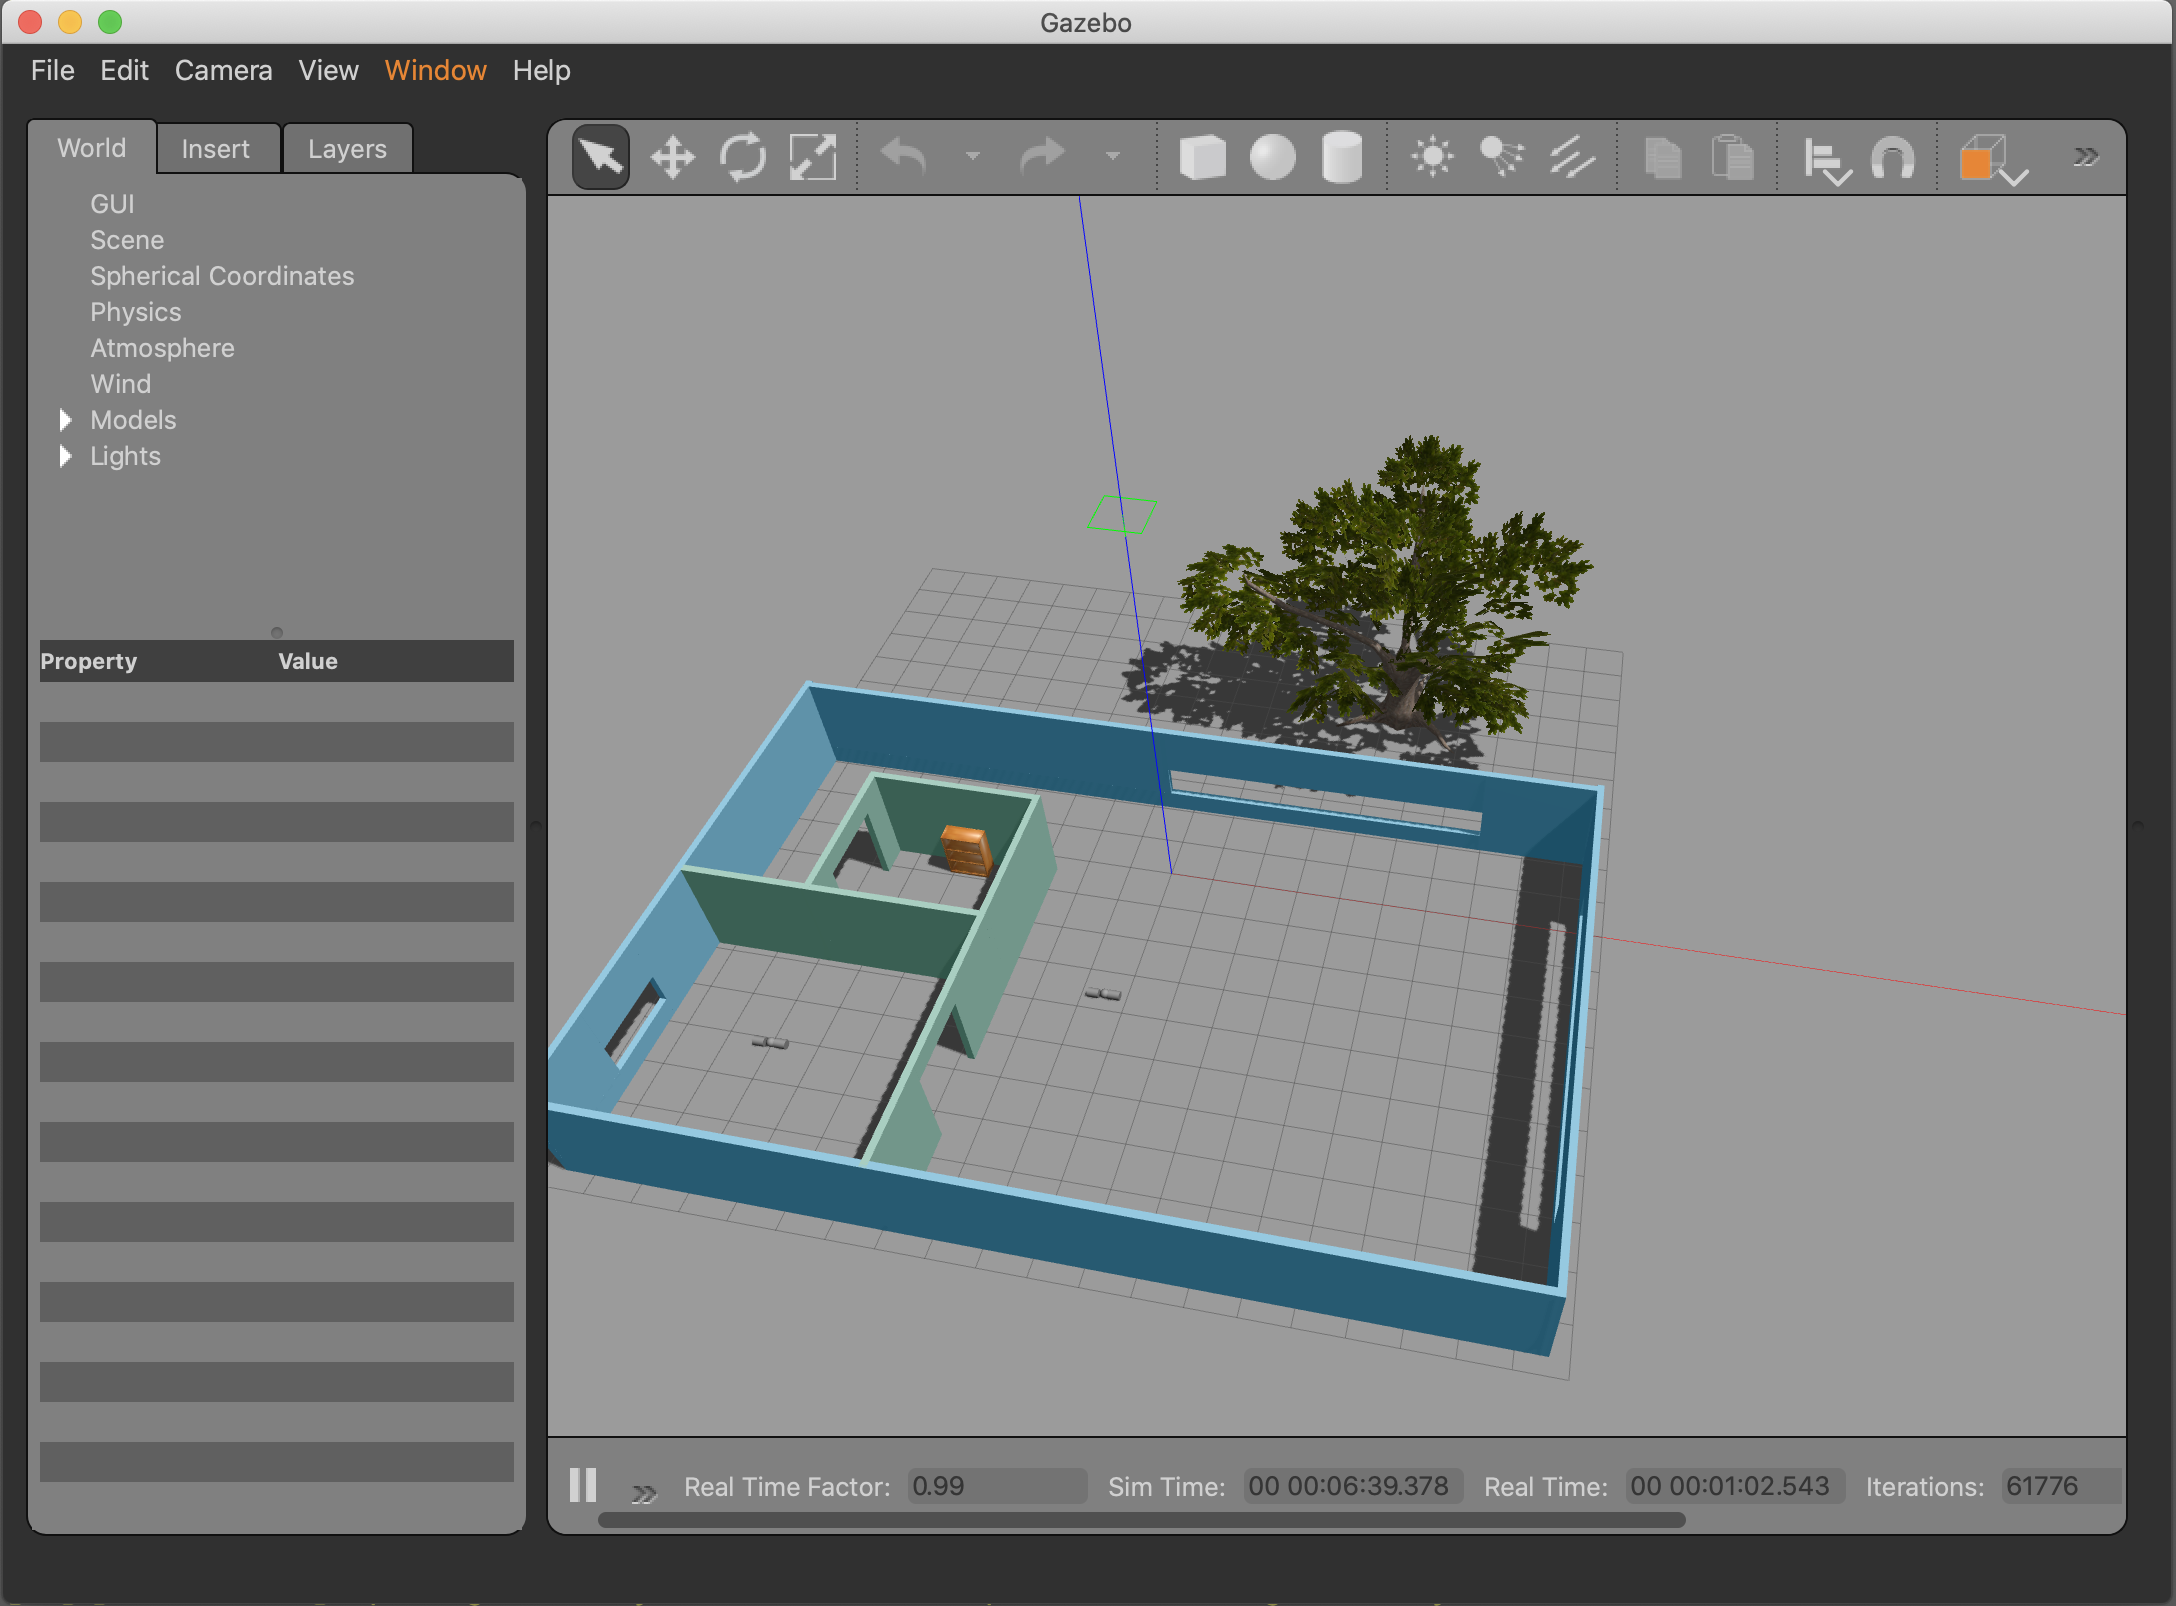 Gazebo
File Edit Camera View Window Help
World Insert Layers
GUI
Scene
Spherical Coordinates
Physics
Atmosphere
Wind
Models
Lights
Property Value
Real Time Factor: 0.99 Sim Time: 00 00:06:39.378 Real Time: 00 00:01:02.543 Iterations: 61776